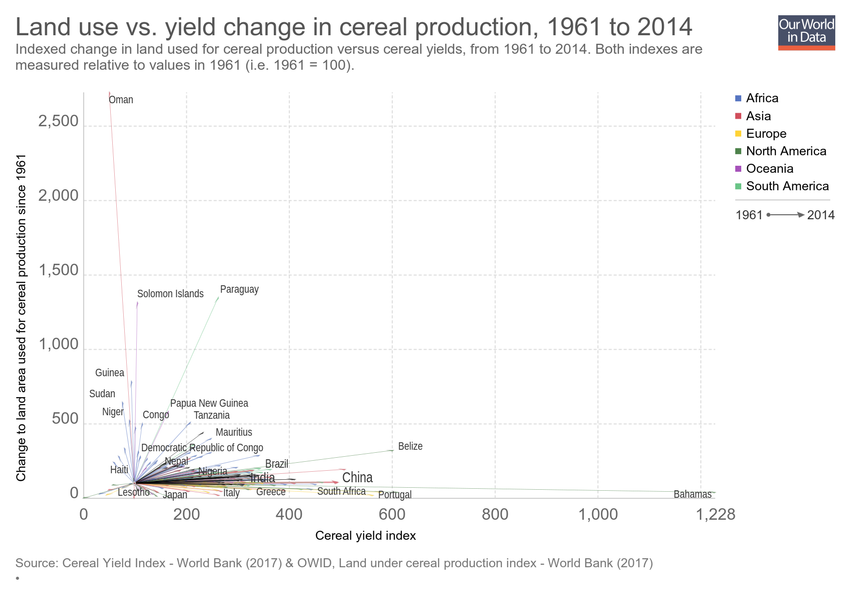 Land use vs. yield change in cereal production, 1961 to 2014
Indexed change in land used for cereal production versus cereal yields, from 1961 to 2014. Both indexes are
measured relative to values in 1961 (i.e. 1961 = 100).
Our World
in Data
Change to land area used for cereal production since 1961
2,500
2,000
1,500
1,000
500
0
Oman
Solomon Islands
Paraguay
Guinea
Sudan
Niger
Congo
Papua New Guinea
Tanzania
Mauritius
Democratic Republic of Congo
Belize
Haiti
Nepal
Nigeria
Brazil
India
China
Lesotho
Japan
Italy
Greece
South Africa
Portugal
Bahamas
0
200
400
600
800
1,000
1,228
Cereal yield index
Africa
Asia
Europe
North America
Oceania
South America
1961 2014
Source: Cereal Yield Index - World Bank (2017) & OWID, Land under cereal production index - World Bank (2017)
•